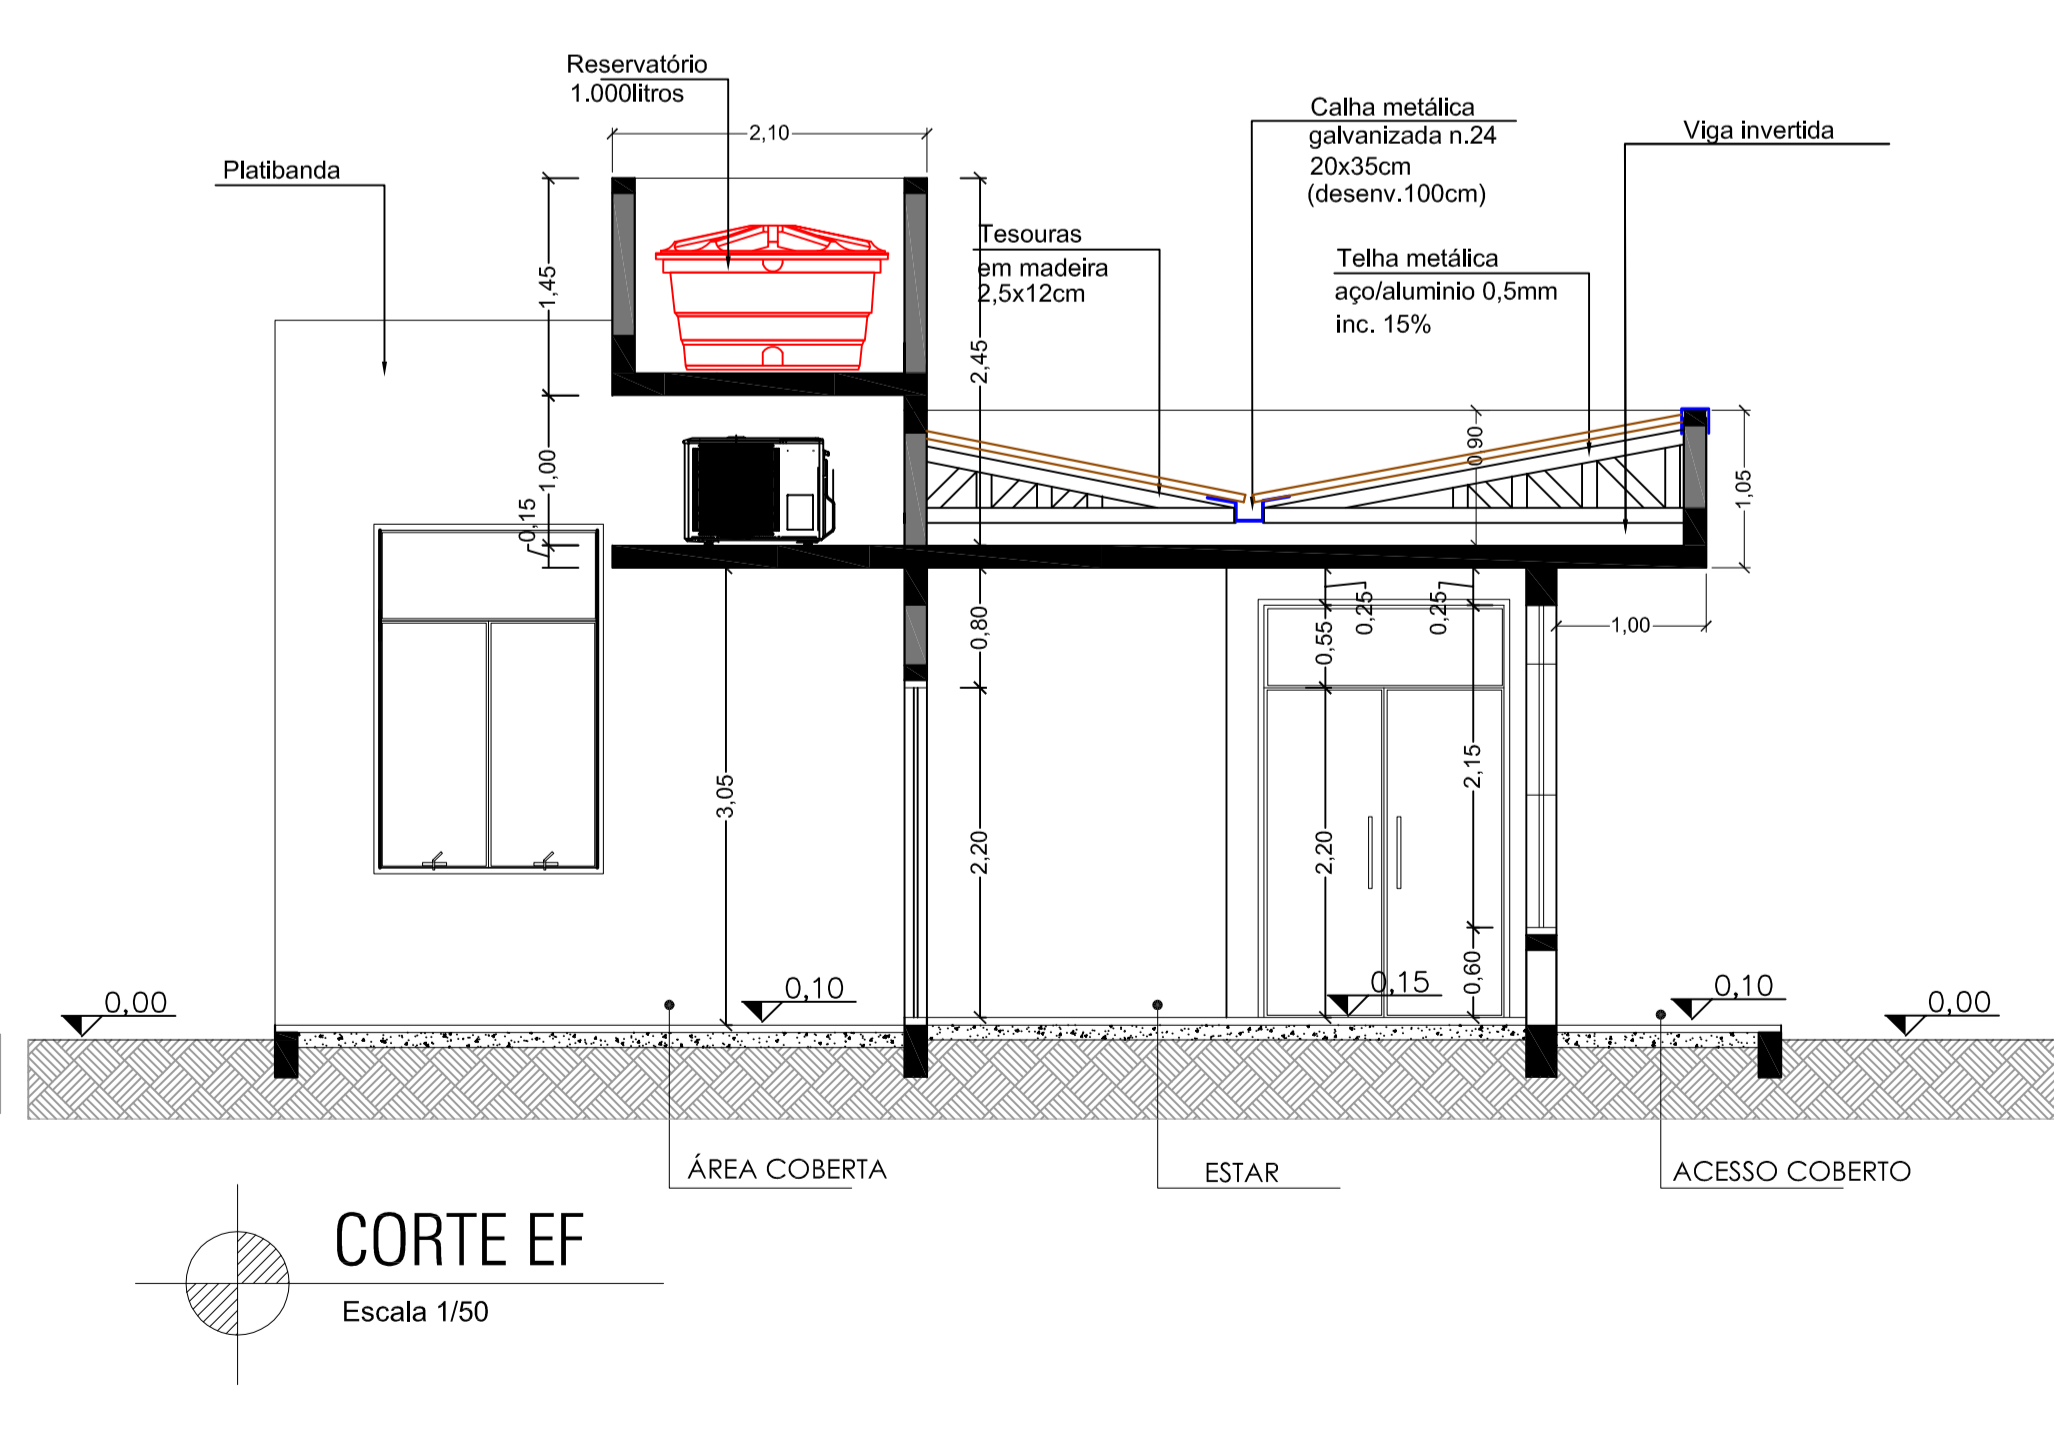 Reservatório
1.000litros
2,10
Calha metálica
galvanizada n.24
20x35cm
(desenv.100cm)
Viga invertida
Platibanda
Tesouras
em madeira
2,5x12cm
Telha metálica
aço/aluminio 0,5mm
inc. 15%
1,45
2,45
1,00
0,15
0,90
1,05
0,80
0,55
0,25
0,25
1,00
3,05
2,20
2,20
2,15
0,60
0,00
0,10
0,15
0,10
0,00
ÁREA COBERTA
ESTAR
ACESSO COBERTO
CORTE EF
Escala 1/50